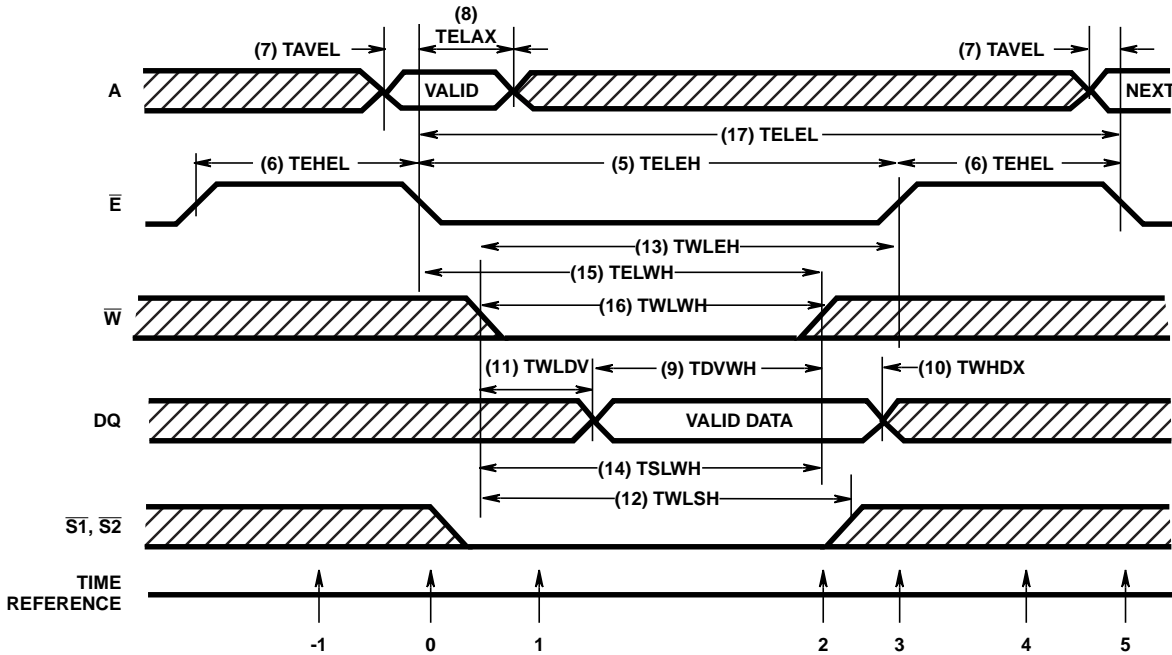 (8)
(7) TAVEL TELAX (7) TAVEL
A VALID NEXT
(17) TELEL
(6) TEHEL (5) TELEH (6) TEHEL
E̅
(13) TWLEH
(15) TELWH
W̅ (16) TWLWH
(11) TWLDV (9) TDVWH (10) TWHDX
DQ VALID DATA
(14) TSLWH
(12) TWLSH
S̅1̅, S̅2̅
TIME
REFERENCE
-1 0 1 2 3 4 5